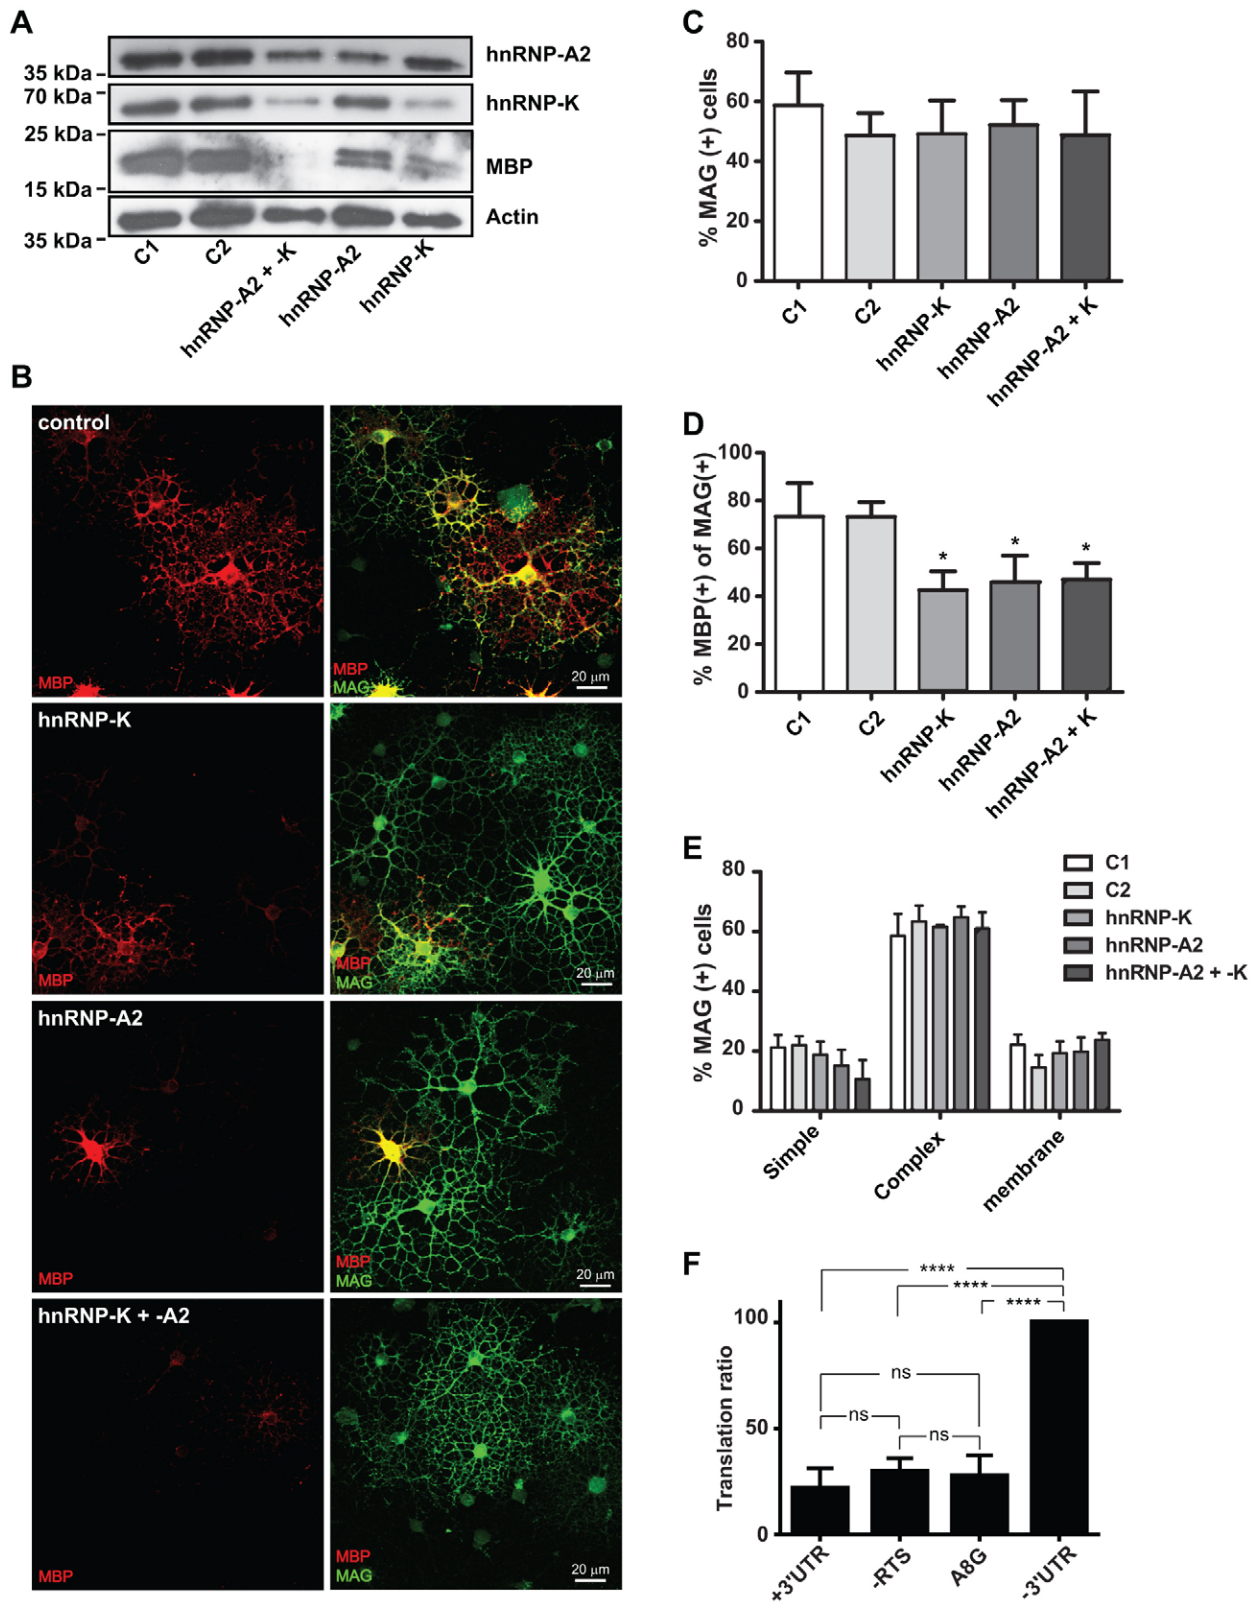 A
hnRNP-A2
35 kDa
70 kDa
hnRNP-K
25 kDa
MBP
15 kDa
Actin
35 kDa
C1
C2
hnRNP-A2 + -K
hnRNP-A2
hnRNP-K
B
control
MBP
MBP
MAG
20 μm
hnRNP-K
MBP
MBP
MAG
20 μm
hnRNP-A2
MBP
MBP
MAG
20 μm
hnRNP-K + -A2
MBP
MBP
MAG
20 μm
C
% MAG (+) cells
80
60
40
20
0
C1
C2
hnRNP-K
hnRNP-A2
hnRNP-A2 + K
D
% MBP(+) of MAG(+)
100
80
60
40
20
0
*
*
*
C1
C2
hnRNP-K
hnRNP-A2
hnRNP-A2 + K
E
% MAG (+) cells
80
60
40
20
0
C1
C2
hnRNP-K
hnRNP-A2
hnRNP-A2 + -K
Simple
Complex
membrane
F
Translation ratio
100
50
0
****
****
****
ns
ns
ns
+3'UTR
-RTS
A8G
-3'UTR